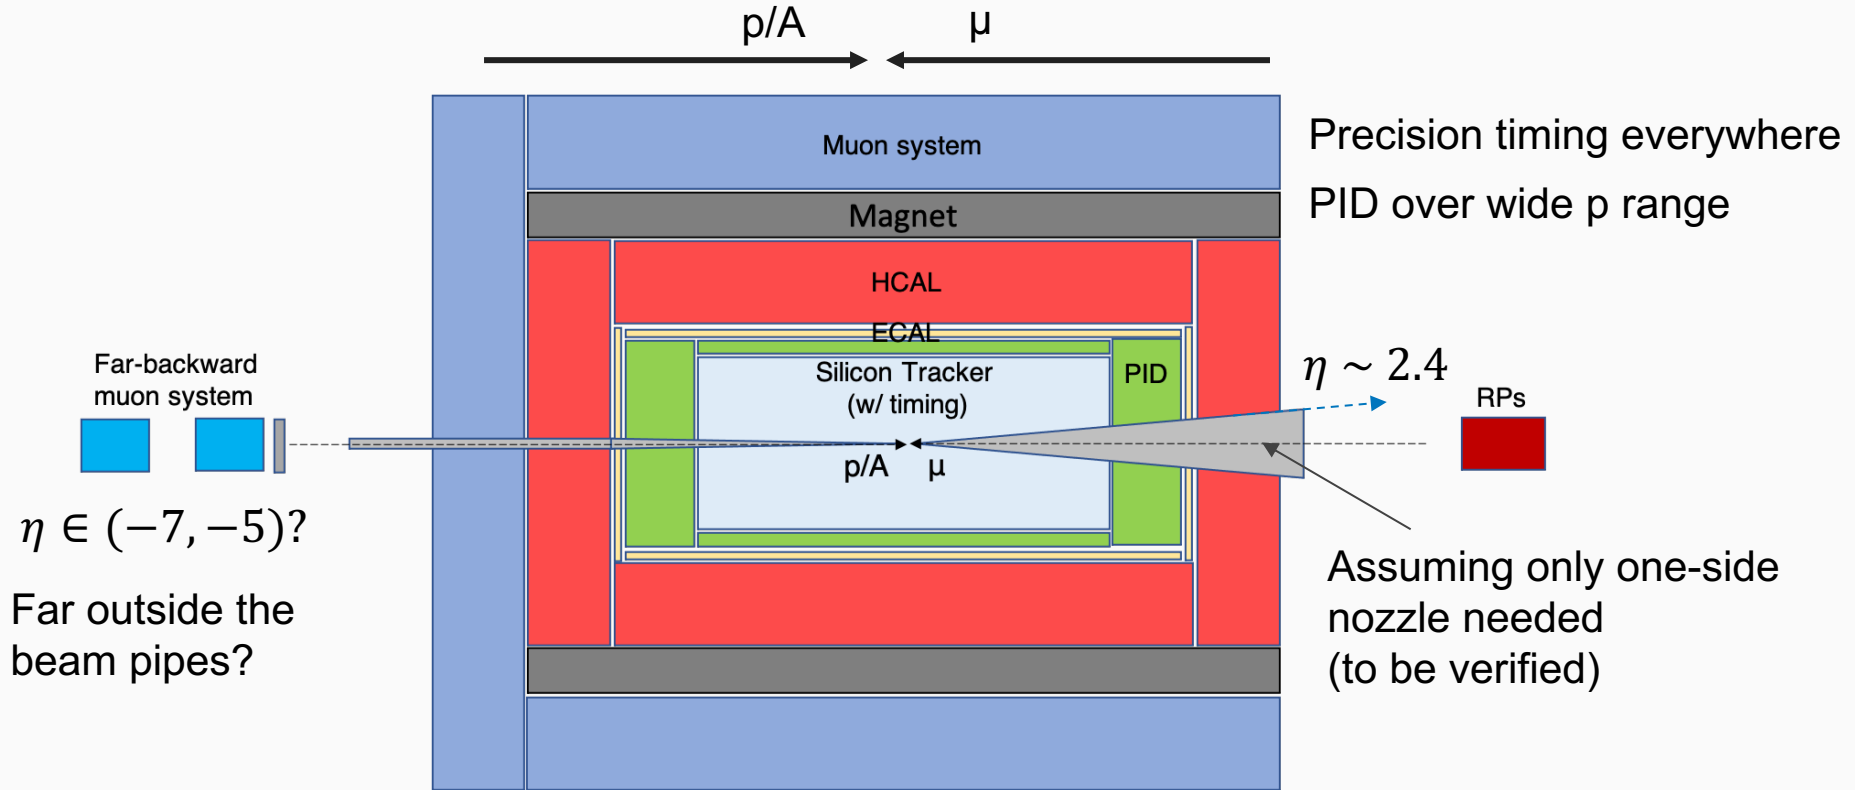 p/A
μ
Muon system
Precision timing everywhere
Magnet
PID over wide p range
HCAL
ECAL
Far-backward
muon system
Silicon Tracker
(w/ timing)
PID
η ~ 2.4
RPs
p/A
μ
η ∈ (−7, −5)?
Far outside the
beam pipes?
Assuming only one-side
nozzle needed
(to be verified)